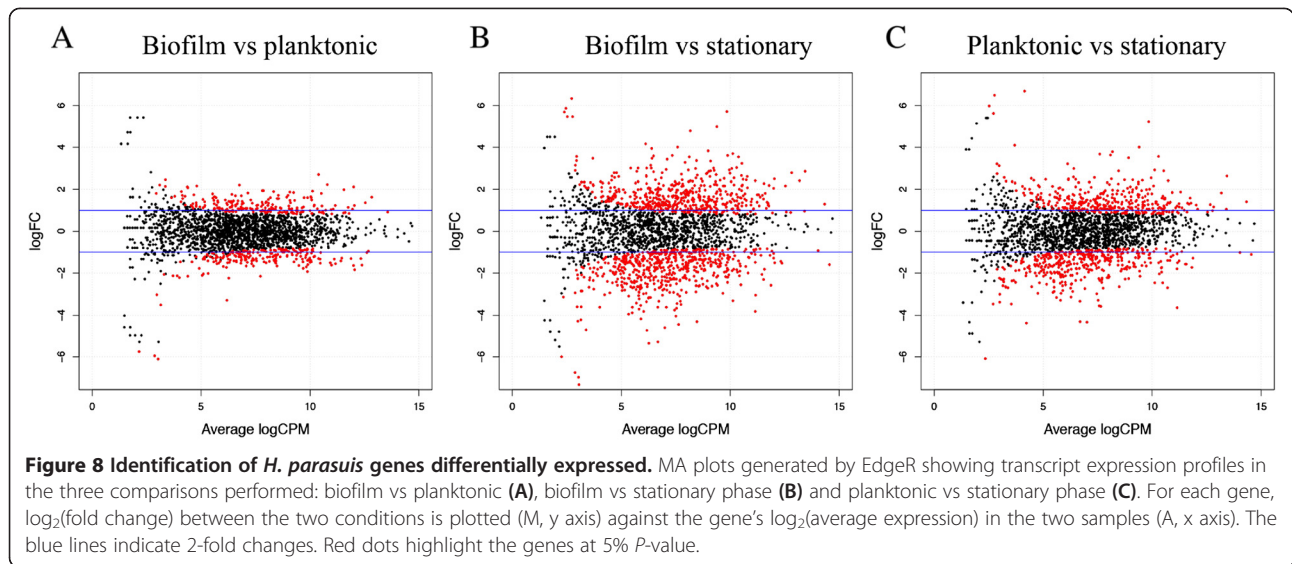 A Biofilm vs planktonic
B Biofilm vs stationary
C Planktonic vs stationary
logFC
6
4
2
0
-2
-4
-6
0 5 10 15
Average logCPM
logFC
6
4
2
0
-2
-4
-6
0 5 10 15
Average logCPM
logFC
6
4
2
0
-2
-4
-6
0 5 10 15
Average logCPM
Figure 8 Identification of H. parasuis genes differentially expressed. MA plots generated by EdgeR showing transcript expression profiles in
the three comparisons performed: biofilm vs planktonic (A), biofilm vs stationary phase (B) and planktonic vs stationary phase (C). For each gene,
log₂(fold change) between the two conditions is plotted (M, y axis) against the gene's log₂(average expression) in the two samples (A, x axis). The
blue lines indicate 2-fold changes. Red dots highlight the genes at 5% P-value.